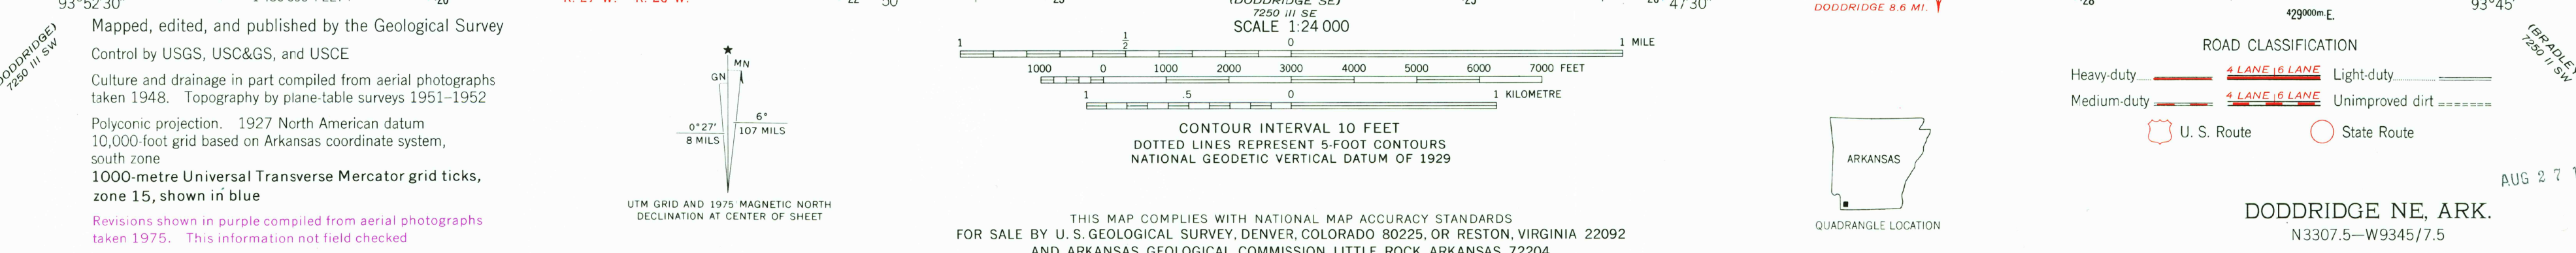 93°52'30"
50'
47'30"
DODDRIDGE 8.6 MI.
429000m.E.
93°45'
7250 III SW
Mapped, edited, and published by the Geological Survey
Control by USGS, USC&GS, and USCE
Culture and drainage in part compiled from aerial photographs
taken 1948. Topography by plane-table surveys 1951–1952
Polyconic projection. 1927 North American datum
10,000-foot grid based on Arkansas coordinate system,
south zone
1000-metre Universal Transverse Mercator grid ticks,
zone 15, shown in blue
Revisions shown in purple compiled from aerial photographs
taken 1975. This information not field checked
★
MN
GN
0°27'
8 MILS
6°
107 MILS
UTM GRID AND 1975 MAGNETIC NORTH
DECLINATION AT CENTER OF SHEET
(DODDRIDGE SE)
7250 III SE
SCALE 1:24 000
1 1/2 0 1 MILE
1000 0 1000 2000 3000 4000 5000 6000 7000 FEET
1 .5 0 1 KILOMETRE
CONTOUR INTERVAL 10 FEET
DOTTED LINES REPRESENT 5-FOOT CONTOURS
NATIONAL GEODETIC VERTICAL DATUM OF 1929
THIS MAP COMPLIES WITH NATIONAL MAP ACCURACY STANDARDS
FOR SALE BY U. S. GEOLOGICAL SURVEY, DENVER, COLORADO 80225, OR RESTON, VIRGINIA 22092
AND ARKANSAS GEOLOGICAL COMMISSION LITTLE ROCK ARKANSAS 72204
ARKANSAS
QUADRANGLE LOCATION
ROAD CLASSIFICATION
Heavy-duty 4 LANE 6 LANE Light-duty
Medium-duty 4 LANE 6 LANE Unimproved dirt
U. S. Route State Route
(BRADLEY)
7250 II SW
AUG 27
DODDRIDGE NE, ARK.
N3307.5—W9345/7.5